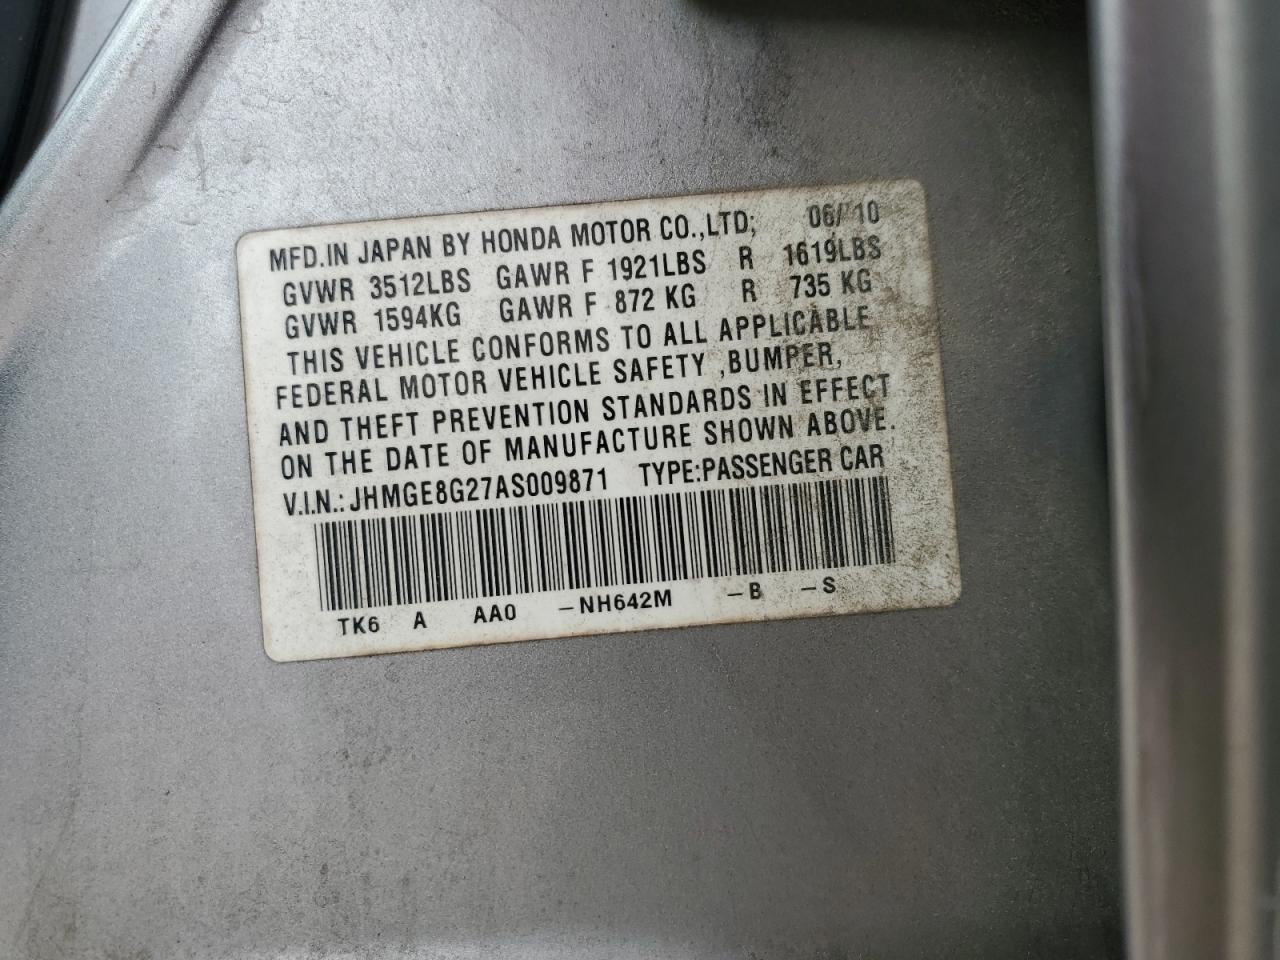 MFD.IN JAPAN BY HONDA MOTOR CO.,LTD; 06/'10
GVWR 3512LBS GAWR F 1921LBS R 1619LBS
GVWR 1594KG GAWR F 872 KG R 735 KG
THIS VEHICLE CONFORMS TO ALL APPLICABLE
FEDERAL MOTOR VEHICLE SAFETY ,BUMPER,
AND THEFT PREVENTION STANDARDS IN EFFECT
ON THE DATE OF MANUFACTURE SHOWN ABOVE.
V.I.N.: JHMGE8G27AS009871 TYPE:PASSENGER CAR
TK6 A AA0 –NH642M –B –S